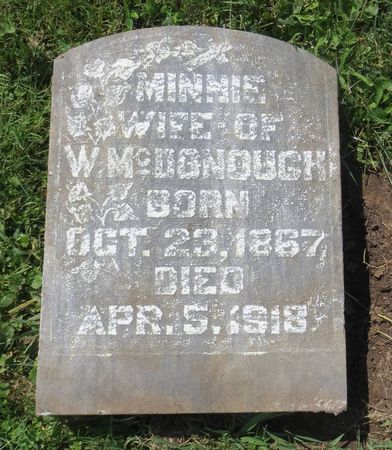 MINNIE
WIFE OF
W. McDONOUGH
BORN
OCT. 23, 1867
DIED
APR. 5. 1918